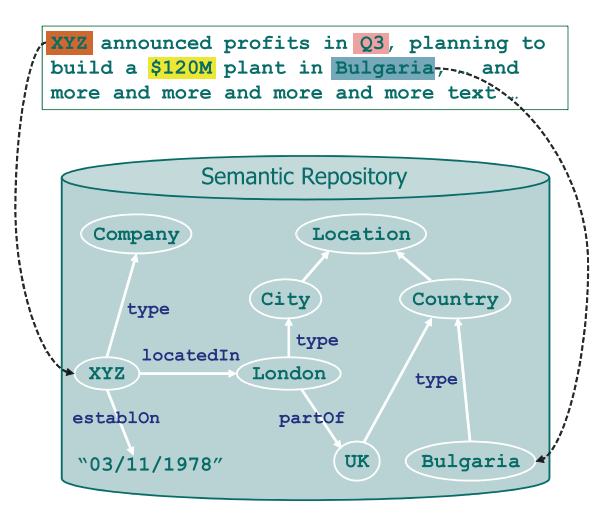 XYZ announced profits in Q3, planning to
build a $120M plant in Bulgaria, and
more and more and more and more text…
Semantic Repository
Company
Location
City
Country
type
type
locatedIn
XYZ
London
type
establOn
partOf
"03/11/1978"
UK
Bulgaria